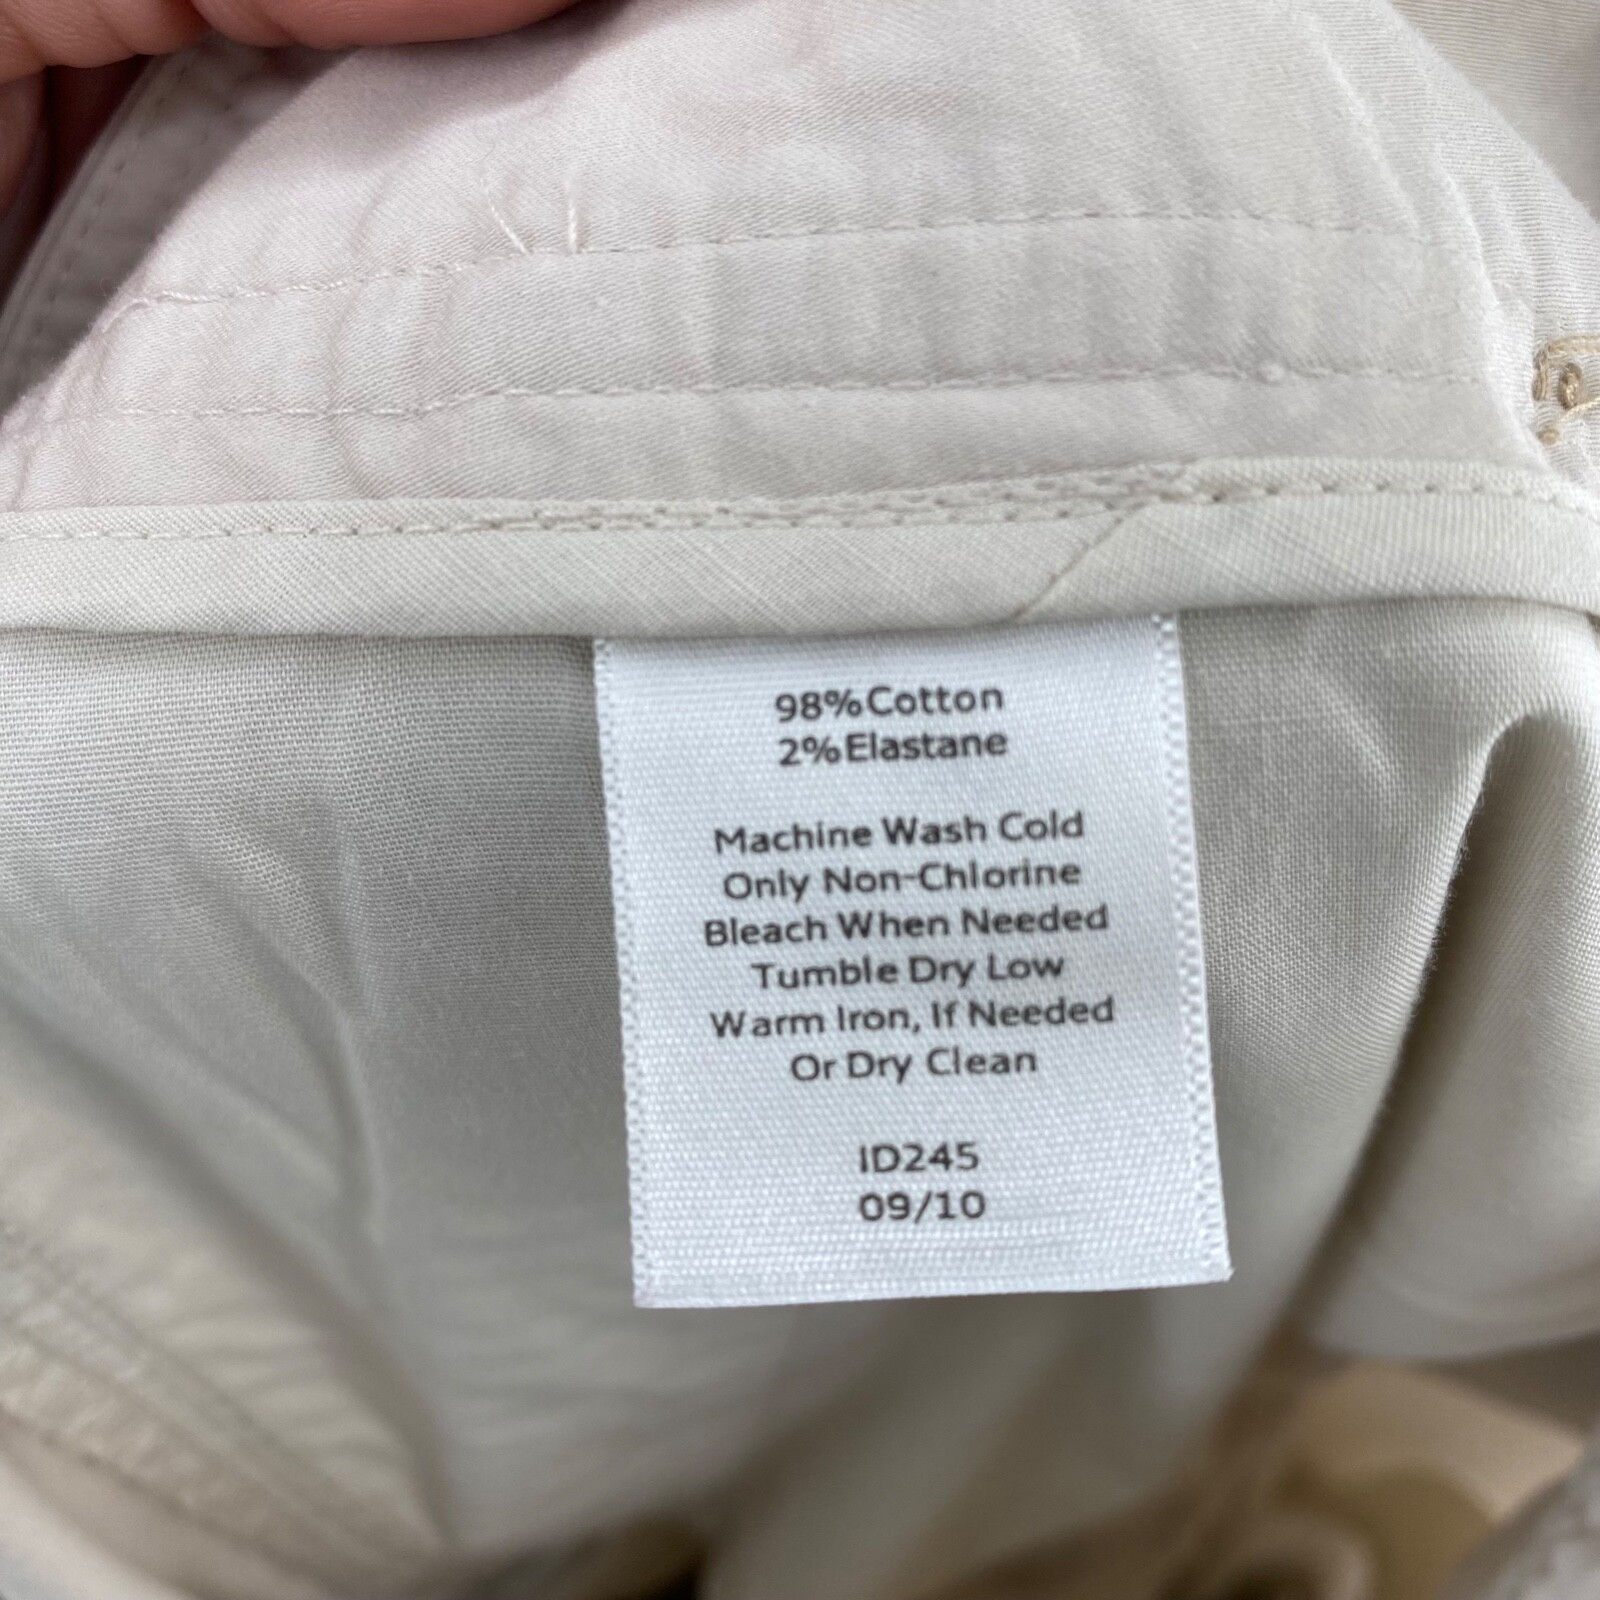 98%Cotton
2%Elastane
Machine Wash Cold
Only Non-Chlorine
Bleach When Needed
Tumble Dry Low
Warm Iron, If Needed
Or Dry Clean
ID245
09/10